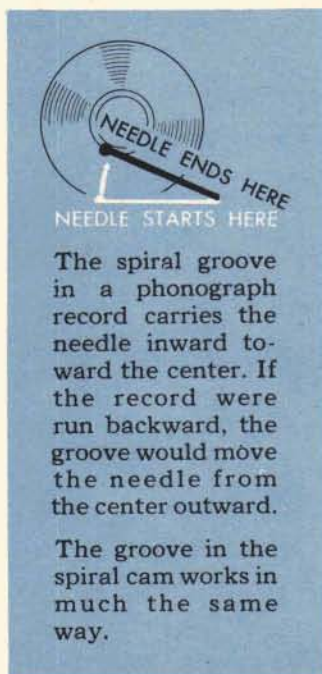 NEEDLE ENDS HERE
NEEDLE STARTS HERE
The spiral groove
in a phonograph
record carries the
needle inward to-
ward the center. If
the record were
run backward, the
groove would move
the needle from
the center outward.
The groove in the
spiral cam works in
much the same
way.